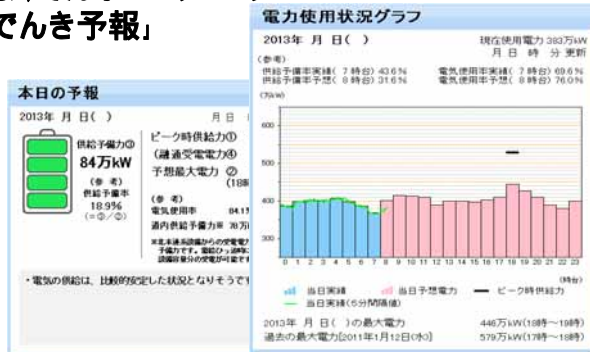 でんき予報」
本日の予報
2013年 月 日( )
月 日
供給予備力③
84万kW
(参 考)
供給予備率
18.9%
(=③/②)
ピーク時供給力①
(融通受電電力④
予想最大電力 ②
(18時
(参 考)
電気使用率 84.1%
道内供給予備力※ 78万
・電気の供給は、比較的安定した状況となりそうです
電力使用状況グラフ
2013年 月 日( )
現在使用電力 383万kW
月 日 時 分 更新
(参考)
供給予備率実績( 7時台) 43.6% 電気使用率実績( 7時台) 69.6%
供給予備率予想( 8時台) 31.6% 電気使用率予想( 8時台) 76.0%
(万kW)
600
500
400
300
0 1 2 3 4 5 6 7 8 9 10 11 12 13 14 15 16 17 18 19 20 21 22 23
(時台)
当日実績 当日予想電力 ピーク時供給力
当日実績(5分間隔値)
2013年 月 日( )の最大電力 446万kW(18時～19時)
過去の最大電力[2011年1月12日(水)] 579万kW(17時～18時)